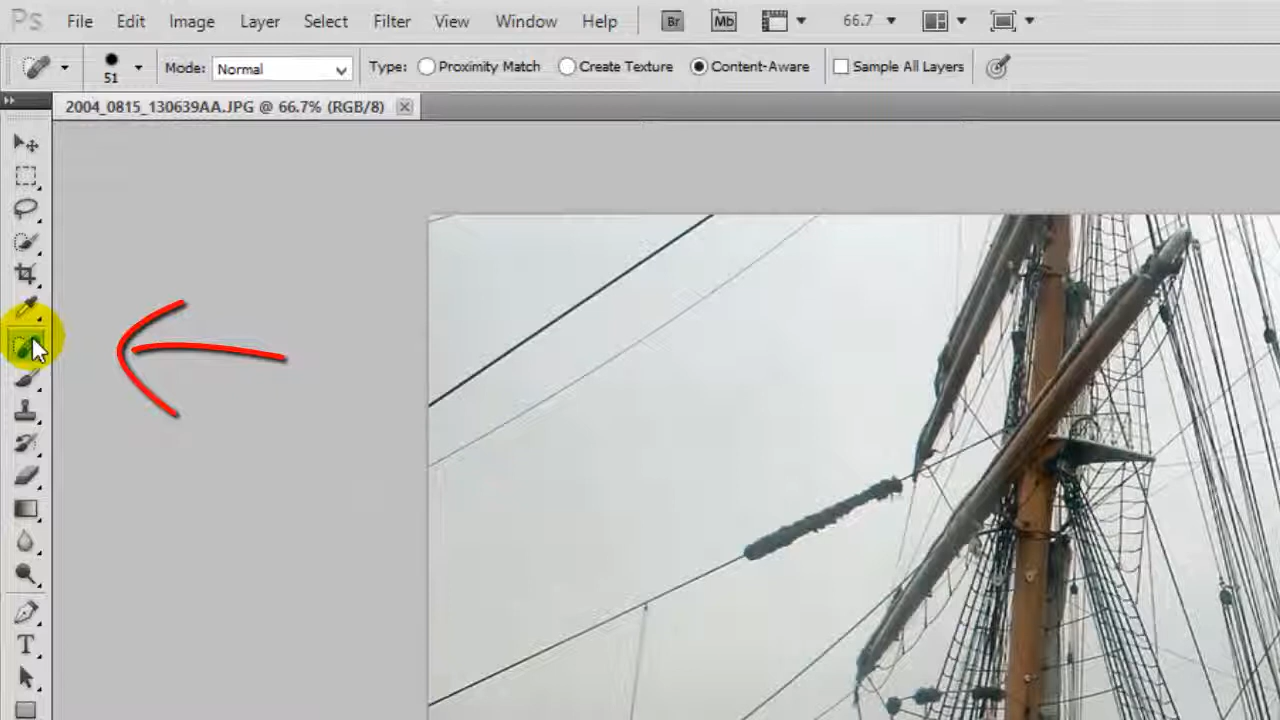 Ps File Edit Image Layer Select Filter View Window Help Br Mb 66.7
51 Mode: Normal Type: Proximity Match Create Texture Content-Aware Sample All Layers
2004_0815_130639AA.JPG @ 66.7% (RGB/8)
T